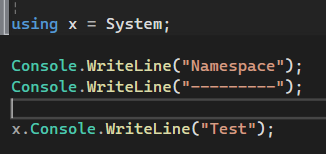 using x = System;
Console.WriteLine("Namespace");
Console.WriteLine("---------");
x.Console.WriteLine("Test");